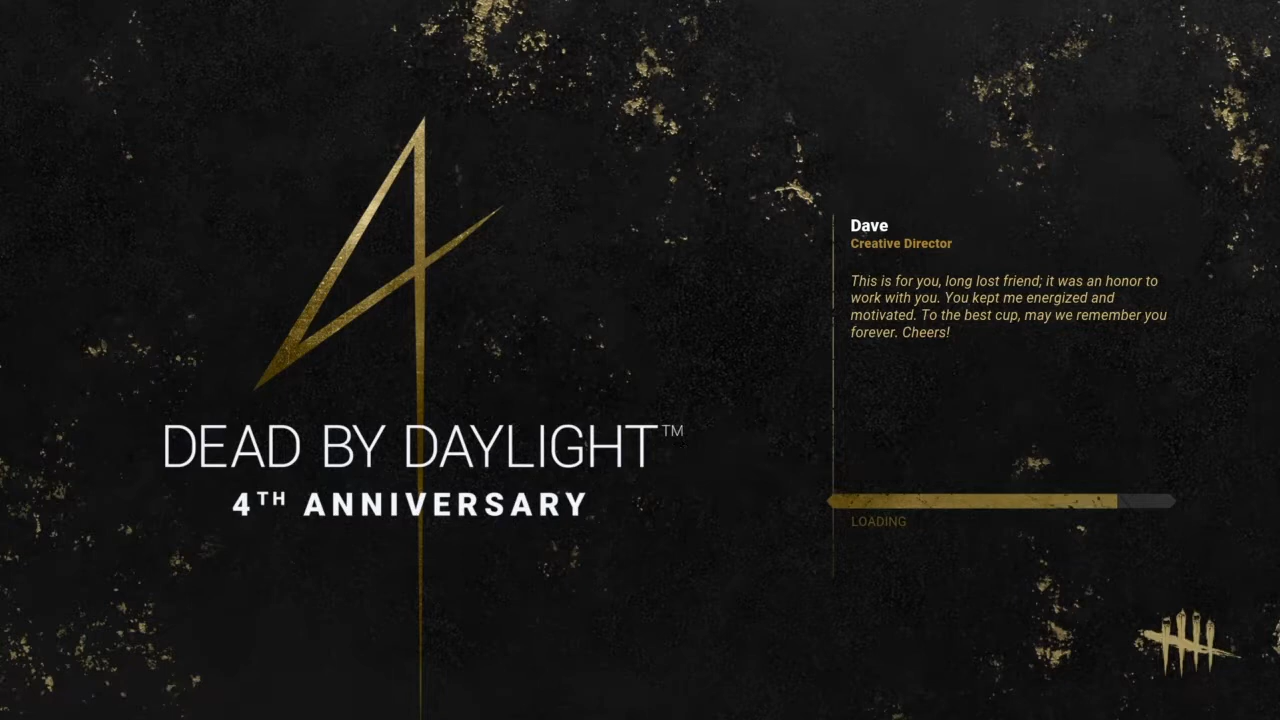 DEAD BY DAYLIGHT™
4TH ANNIVERSARY
Dave
Creative Director
This is for you, long lost friend; it was an honor to
work with you. You kept me energized and
motivated. To the best cup, may we remember you
forever. Cheers!
LOADING